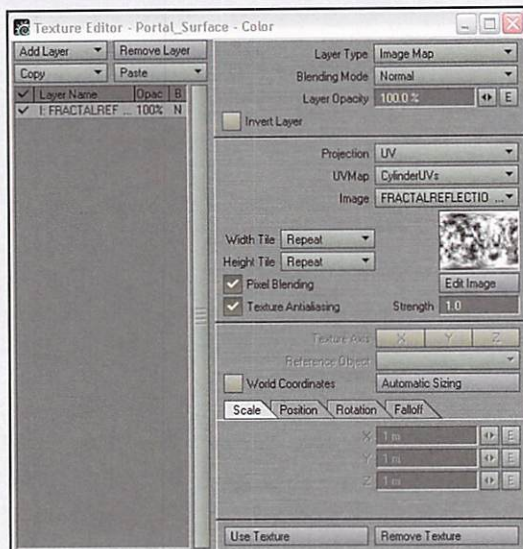 Texture Editor - Portal_Surface - Color
Add Layer
Remove Layer
Copy
Paste
Layer Name Opac B
I: FRACTALREF ... 100% N
Layer Type Image Map
Blending Mode Normal
Layer Opacity 100.0 % E
Invert Layer
Projection UV
UVMap CylinderUVs
Image FRACTALREFLECTIO ...
Width Tile Repeat
Height Tile Repeat
Pixel Blending
Edit Image
Texture Antialiasing
Strength 1.0
Texture Axis X Y Z
Reference Object
World Coordinates
Automatic Sizing
Scale Position Rotation Falloff
X 1 m E
Y 1 m E
Z 1 m E
Use Texture
Remove Texture